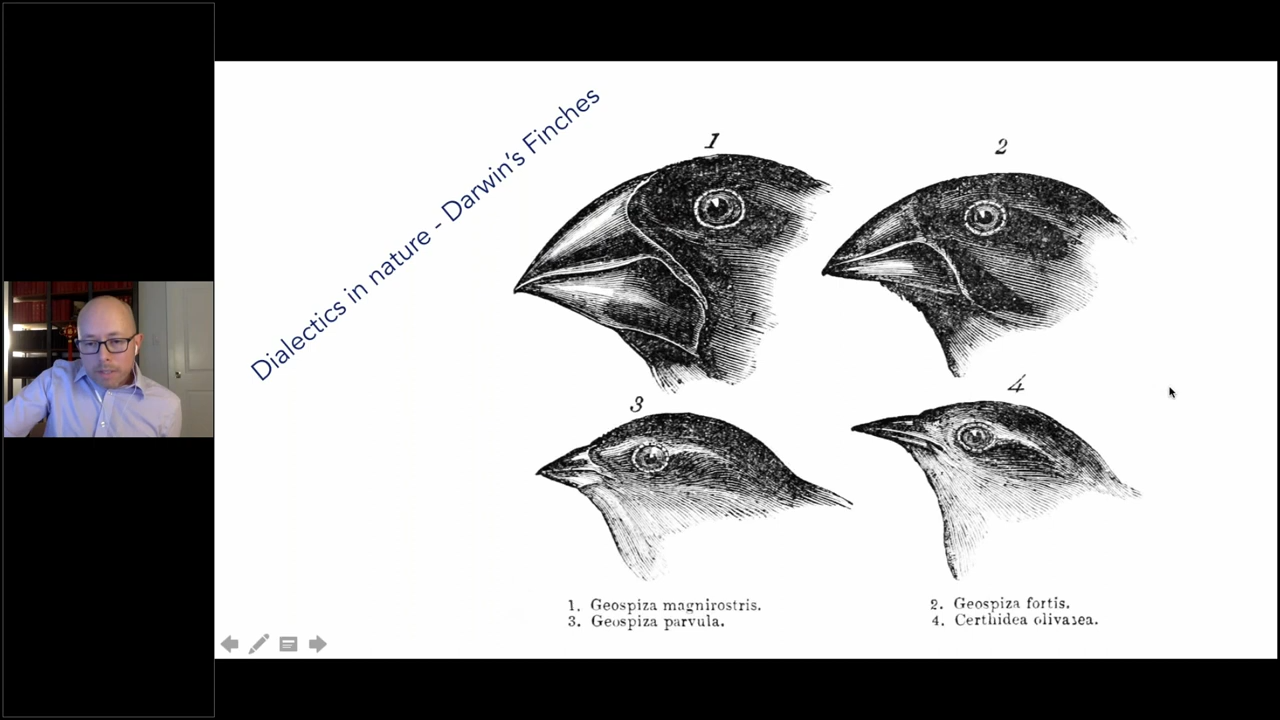 Dialectics in nature - Darwin's Finches
1
2
3
4
1. Geospiza magnirostris.
2. Geospiza fortis.
3. Geospiza parvula.
4. Certhidea olivasea.